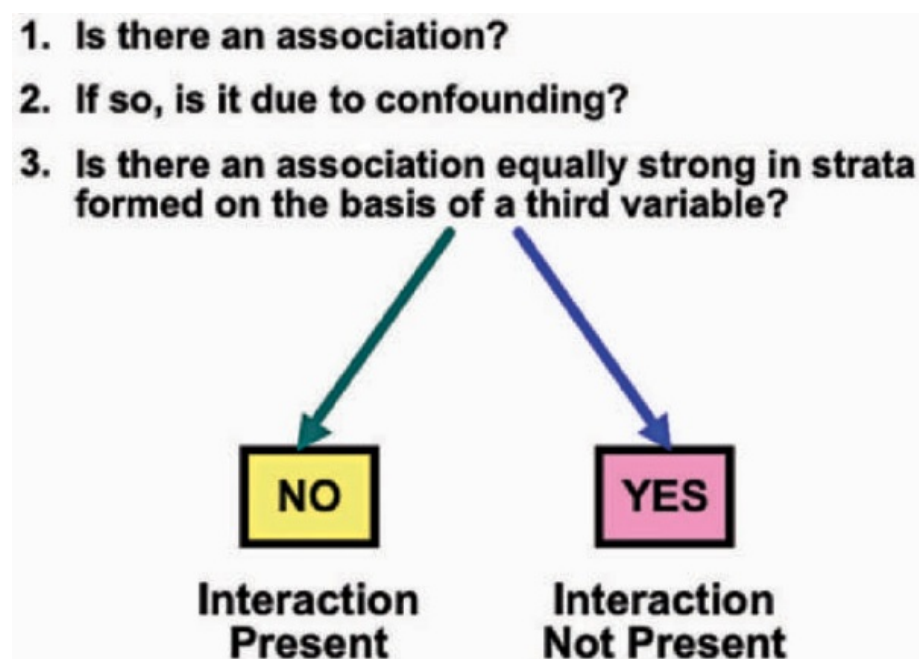 1. Is there an association?
2. If so, is it due to confounding?
3. Is there an association equally strong in strata
formed on the basis of a third variable?
NO
YES
Interaction
Present
Interaction
Not Present